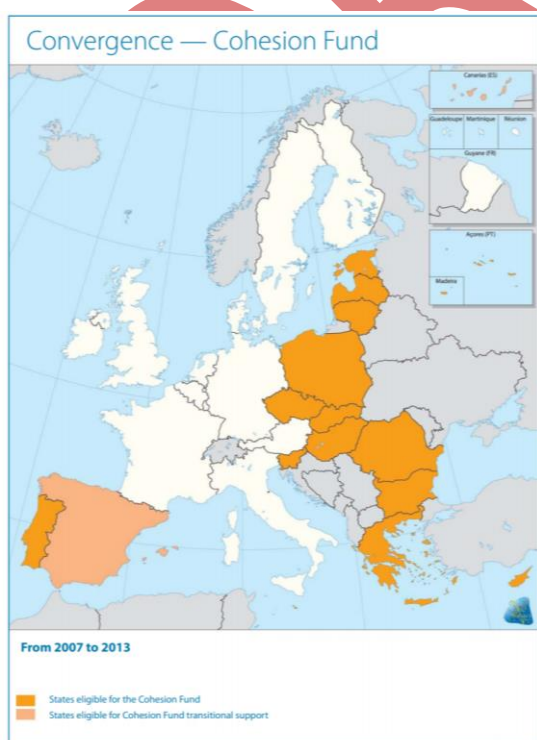 Convergence — Cohesion Fund
Canarias (ES)
Guadeloupe Martinique Réunion
Guyane (FR)
Açores (PT)
Madeira
From 2007 to 2013
States eligible for the Cohesion Fund
States eligible for Cohesion Fund transitional support